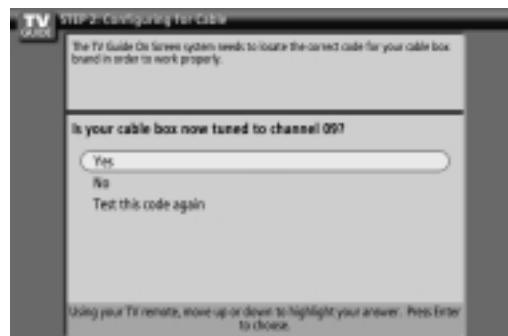 TV
GUIDE
STEP 2: Configuring for Cable
The TV Guide On Screen system needs to locate the correct code for your cable box
brand in order to work properly.
Is your cable box now tuned to channel 09?
Yes
No
Test this code again
Using your TV remote, move up or down to highlight your answer. Press Enter
to choose.